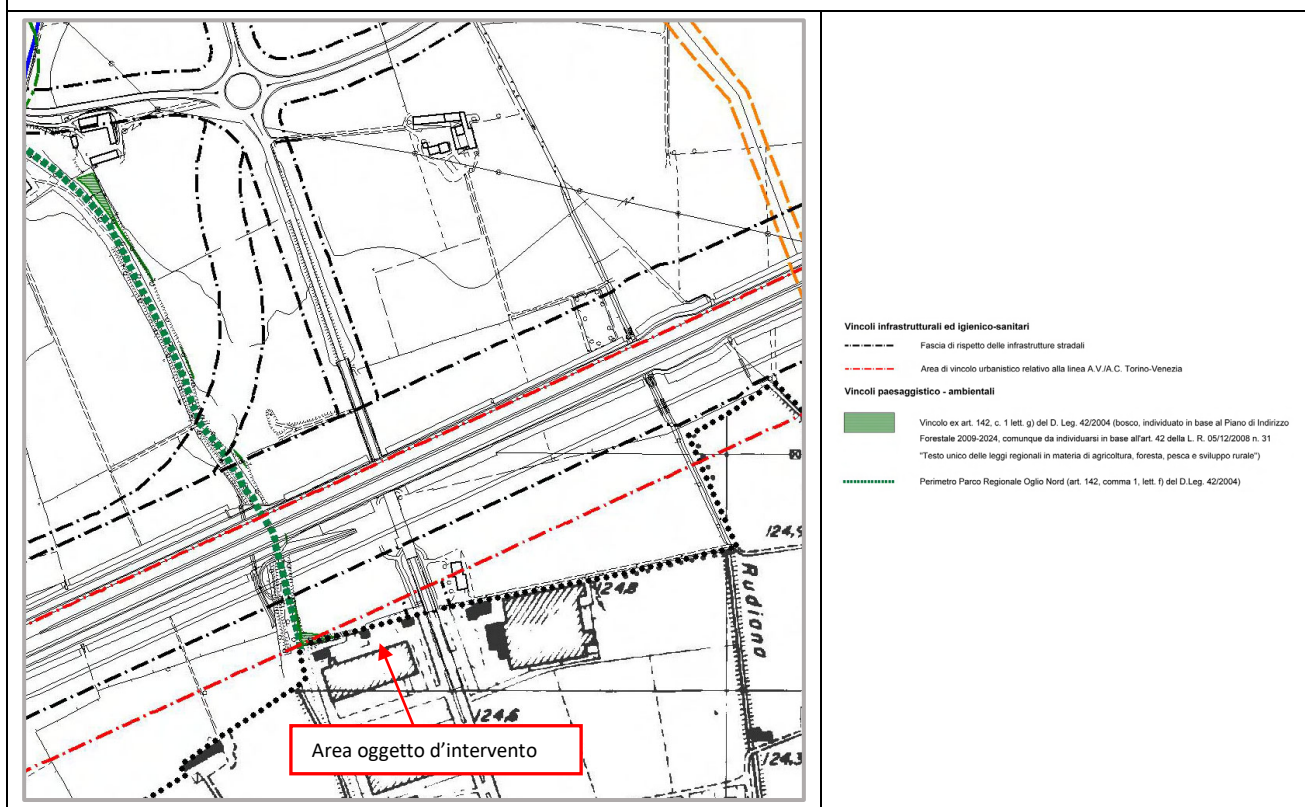 124,9
124,8
Rudiano
124,6
124,3
Area oggetto d'intervento
Vincoli infrastrutturali ed igienico-sanitari
Fascia di rispetto delle infrastrutture stradali
Area di vincolo urbanistico relativo alla linea A.V./A.C. Torino-Venezia
Vincoli paesaggistico - ambientali
Vincolo ex art. 142, c. 1 lett. g) del D. Leg. 42/2004 (bosco, individuato in base al Piano di Indirizzo
Forestale 2009-2024, comunque da individuarsi in base all'art. 42 della L. R. 05/12/2008 n. 31
"Testo unico delle leggi regionali in materia di agricoltura, foresta, pesca e sviluppo rurale")
Perimetro Parco Regionale Oglio Nord (art. 142, comma 1, lett. f) del D.Leg. 42/2004)